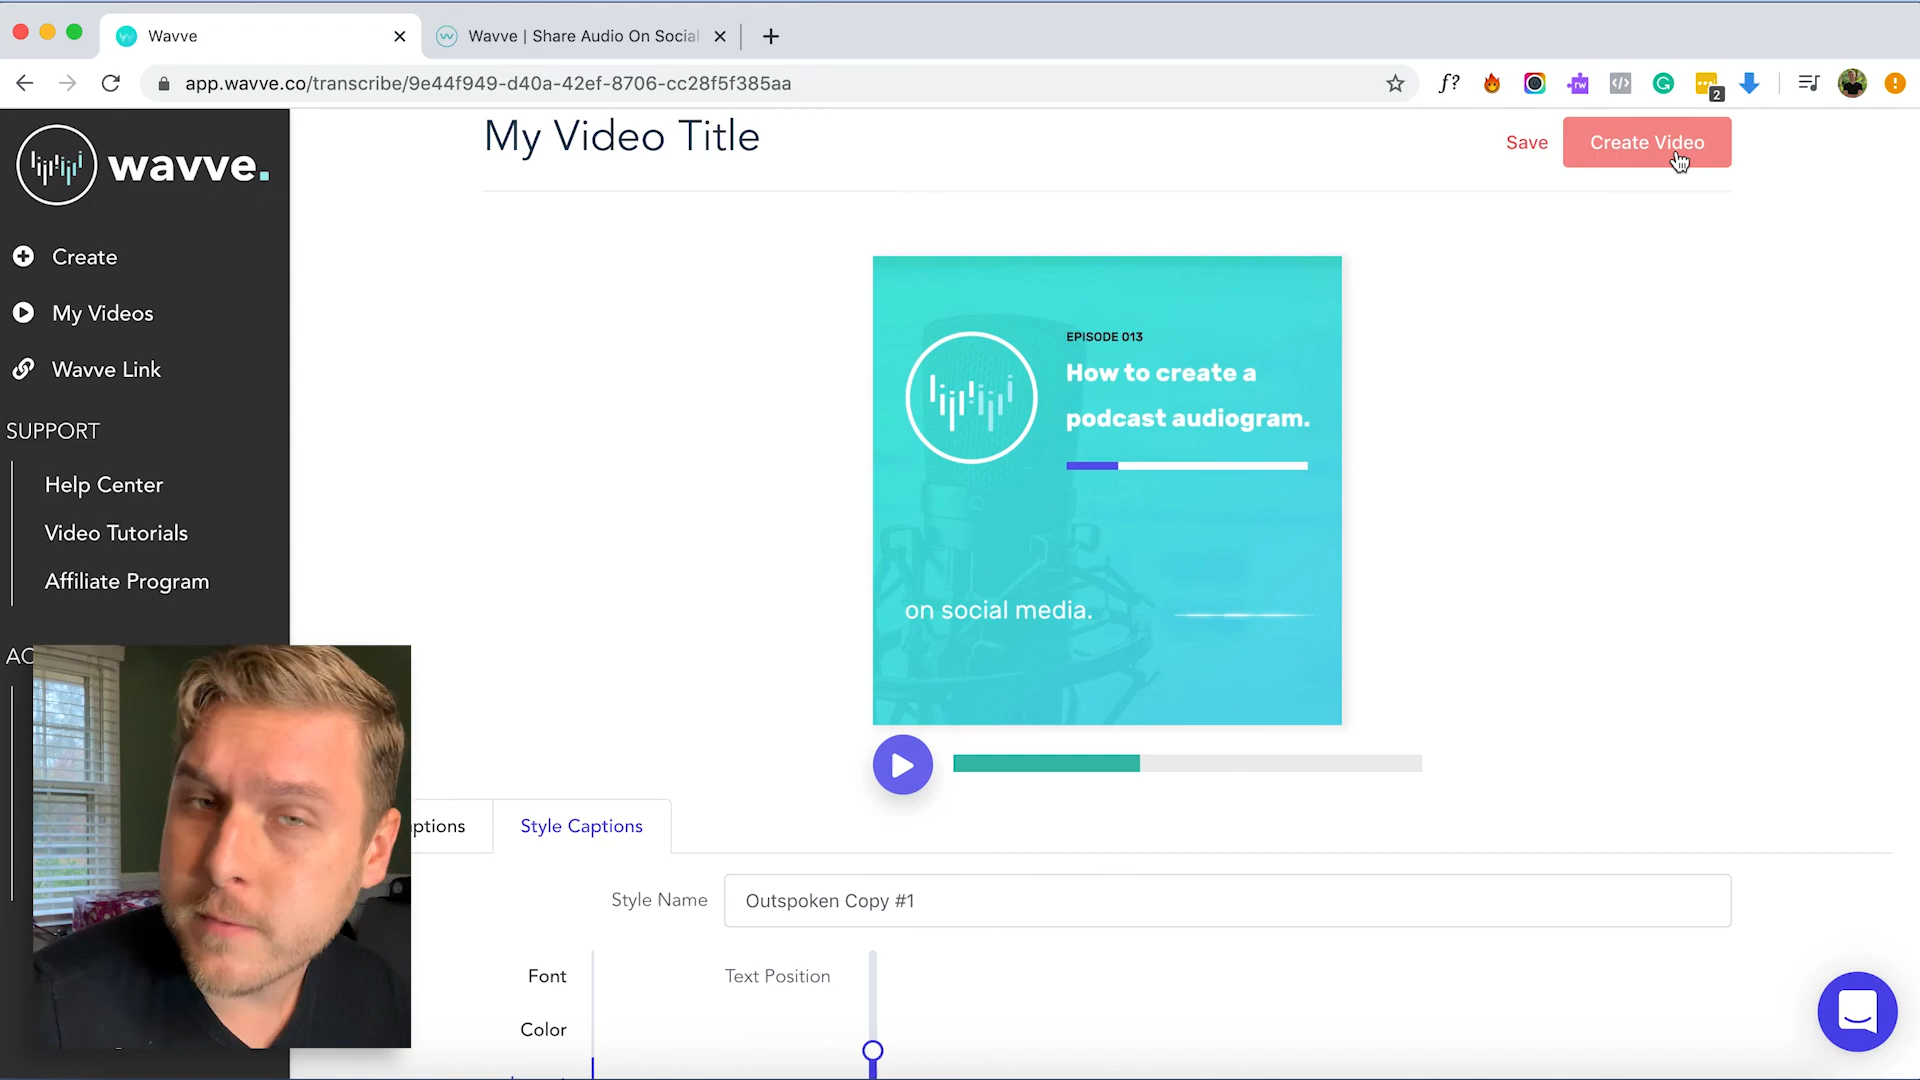 Wavve
Wavve | Share Audio On Social
app.wavve.co/transcribe/9e44f949-d40a-42ef-8706-cc28f5f385aa
f?
rw
2
wavve.
My Video Title
Save
Create Video
Create
My Videos
Wavve Link
SUPPORT
Help Center
Video Tutorials
Affiliate Program
AC
EPISODE 013
How to create a
podcast audiogram.
on social media.
ptions
Style Captions
Style Name
Outspoken Copy #1
Font
Text Position
Color